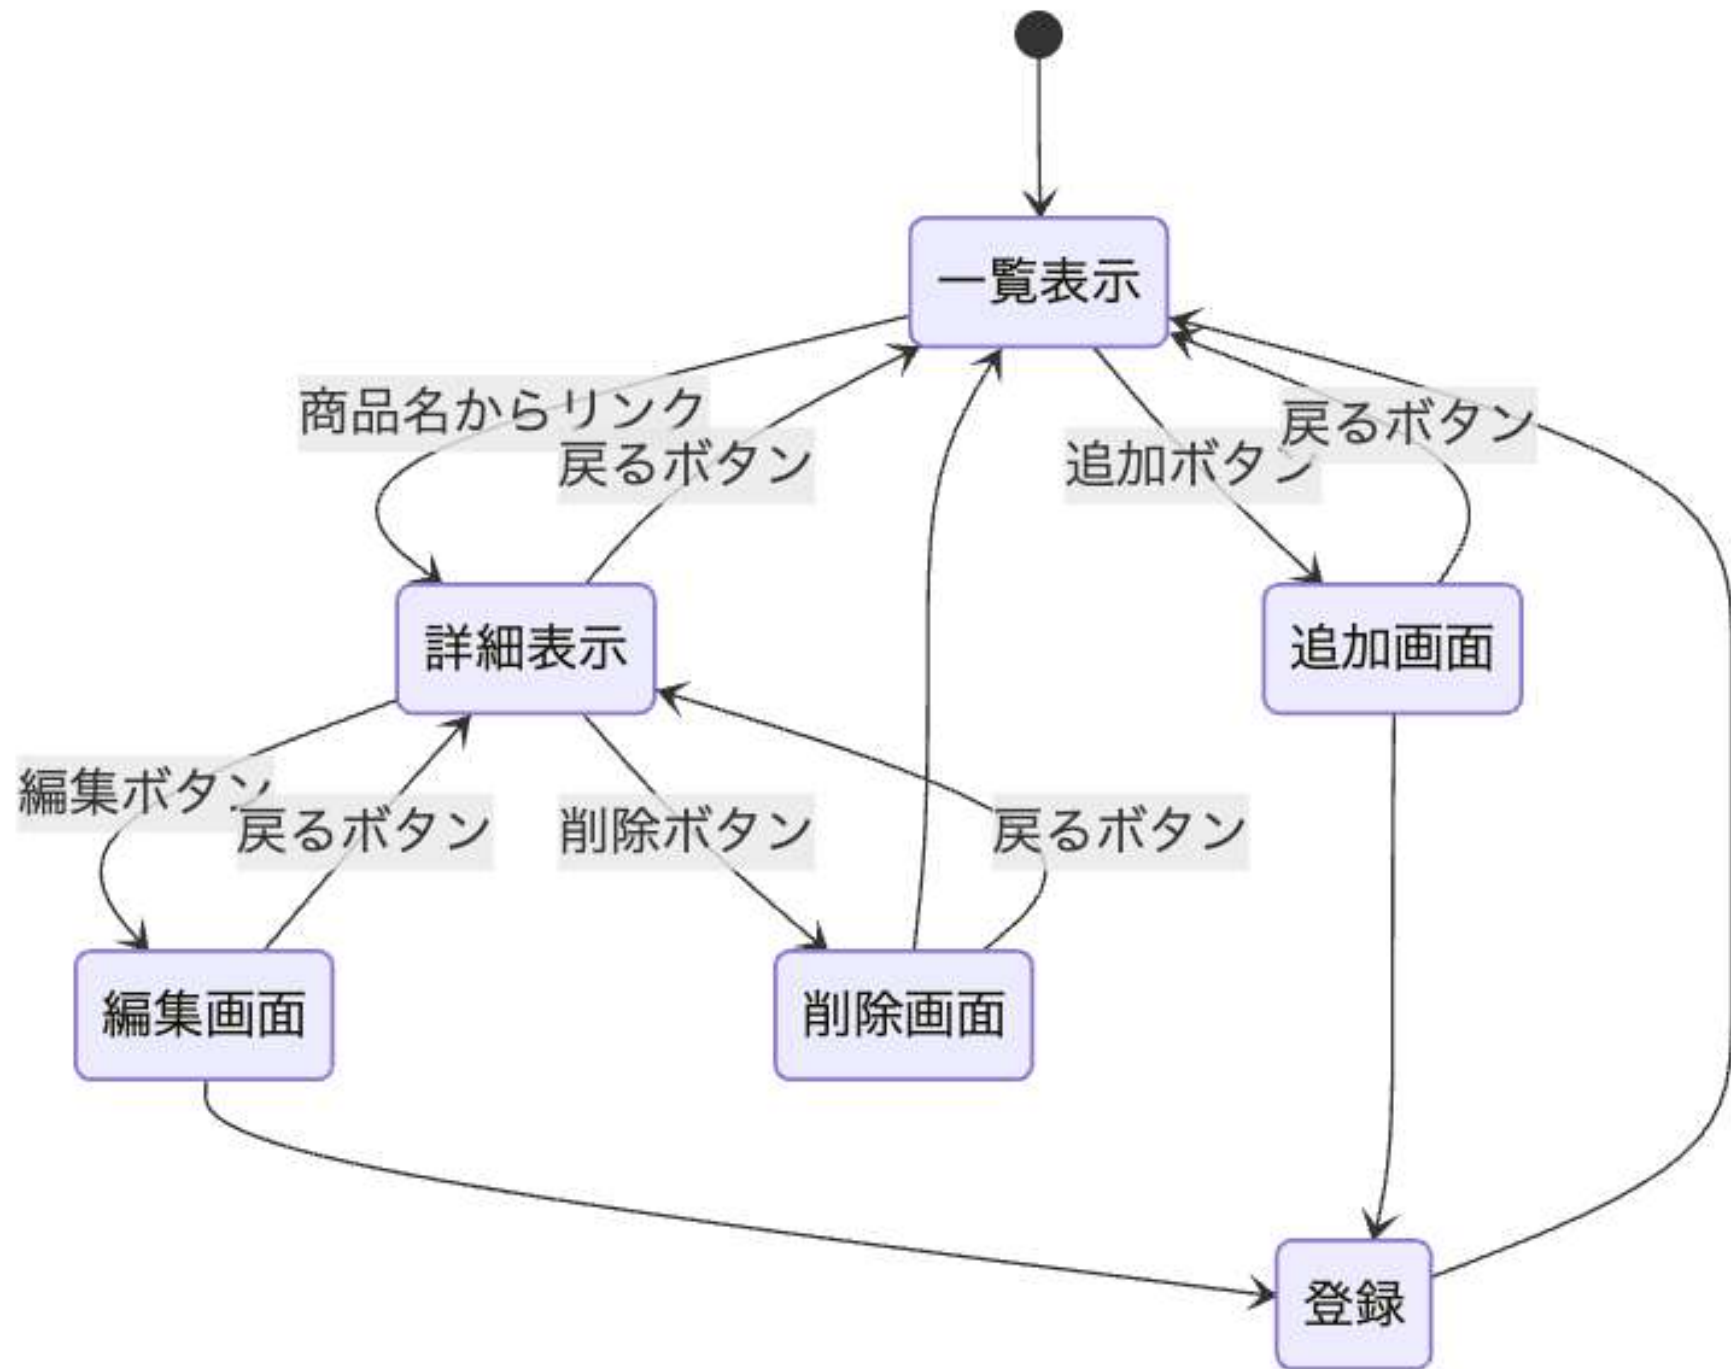 一覧表示
商品名からリンク
戻るボタン
追加ボタン
戻るボタン
詳細表示
追加画面
編集ボタン
戻るボタン
削除ボタン
戻るボタン
編集画面
削除画面
登録